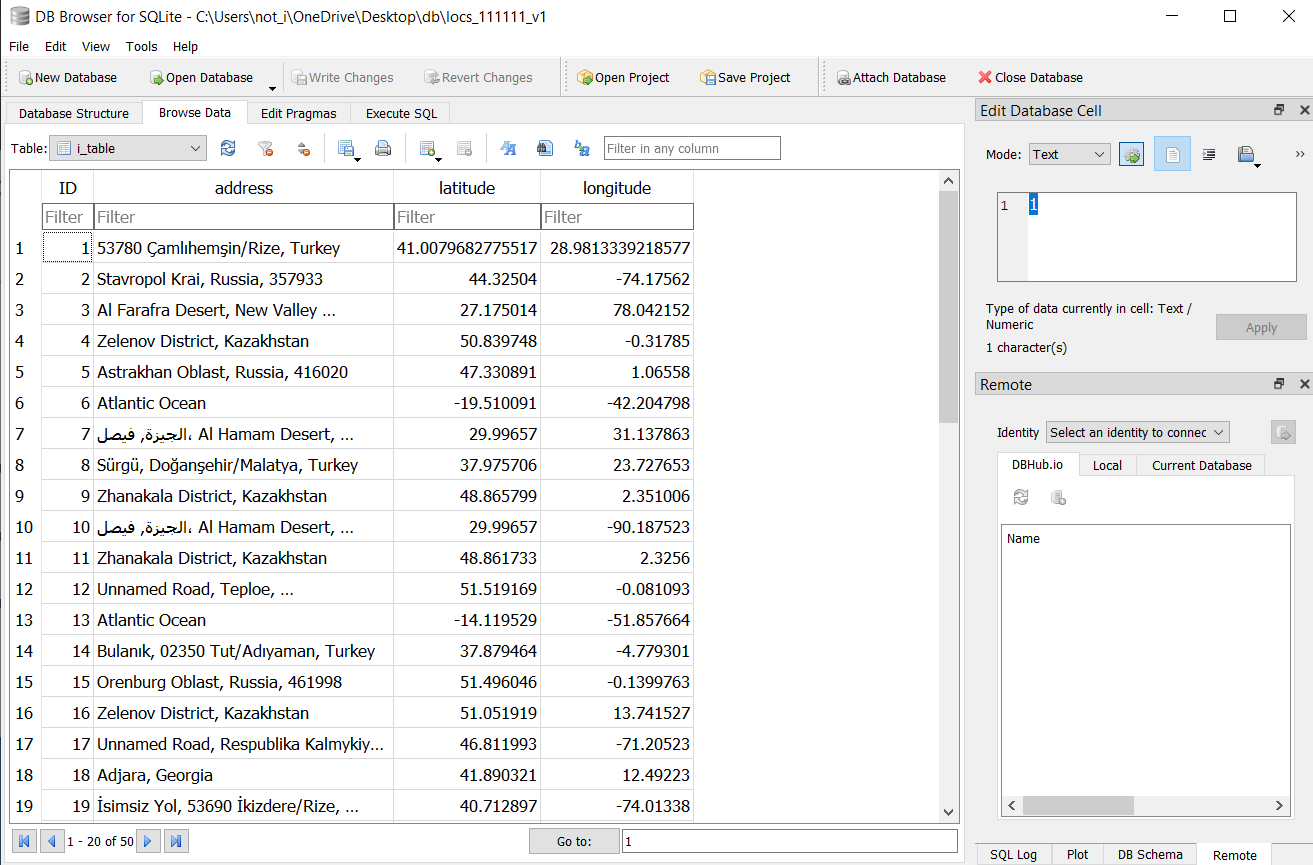 DB Browser for SQLite - C:\Users\not_i\OneDrive\Desktop\db\locs_111111_v1
File Edit View Tools Help
New Database Open Database Write Changes Revert Changes Open Project Save Project Attach Database Close Database
Database Structure Browse Data Edit Pragmas Execute SQL
Table: i_table Filter in any column
ID address latitude longitude
Filter Filter Filter Filter
1 1 53780 Çamlıhemşin/Rize, Turkey 41.0079682775517 28.9813339218577
2 2 Stavropol Krai, Russia, 357933 44.32504 -74.17562
3 3 Al Farafra Desert, New Valley ... 27.175014 78.042152
4 4 Zelenov District, Kazakhstan 50.839748 -0.31785
5 5 Astrakhan Oblast, Russia, 416020 47.330891 1.06558
6 6 Atlantic Ocean -19.510091 -42.204798
7 7 الجيزة, فيصل، Al Hamam Desert, ... 29.99657 31.137863
8 8 Sürgü, Doğanşehir/Malatya, Turkey 37.975706 23.727653
9 9 Zhanakala District, Kazakhstan 48.865799 2.351006
10 10 الجيزة, فيصل، Al Hamam Desert, ... 29.99657 -90.187523
11 11 Zhanakala District, Kazakhstan 48.861733 2.3256
12 12 Unnamed Road, Teploe, ... 51.519169 -0.081093
13 13 Atlantic Ocean -14.119529 -51.857664
14 14 Bulanık, 02350 Tut/Adıyaman, Turkey 37.879464 -4.779301
15 15 Orenburg Oblast, Russia, 461998 51.496046 -0.1399763
16 16 Zelenov District, Kazakhstan 51.051919 13.741527
17 17 Unnamed Road, Respublika Kalmykiy... 46.811993 -71.20523
18 18 Adjara, Georgia 41.890321 12.49223
19 19 İsimsiz Yol, 53690 İkizdere/Rize, ... 40.712897 -74.01338
1 - 20 of 50 Go to: 1
Edit Database Cell
Mode: Text
1 1
Type of data currently in cell: Text /
Numeric
1 character(s)
Apply
Remote
Identity Select an identity to connec
DBHub.io Local Current Database
Name
SQL Log Plot DB Schema Remote